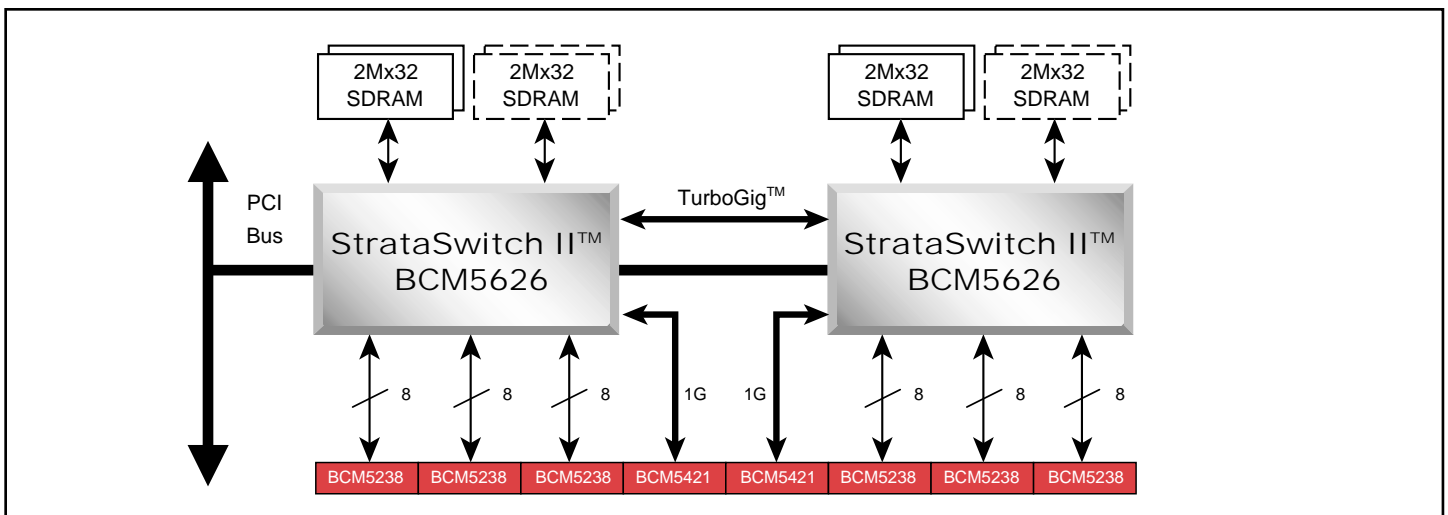 2Mx32
SDRAM
2Mx32
SDRAM
2Mx32
SDRAM
2Mx32
SDRAM
PCI
Bus
TurboGig™
StrataSwitch II™
BCM5626
StrataSwitch II™
BCM5626
8
8
8
1G
1G
8
8
8
BCM5238
BCM5238
BCM5238
BCM5421
BCM5421
BCM5238
BCM5238
BCM5238